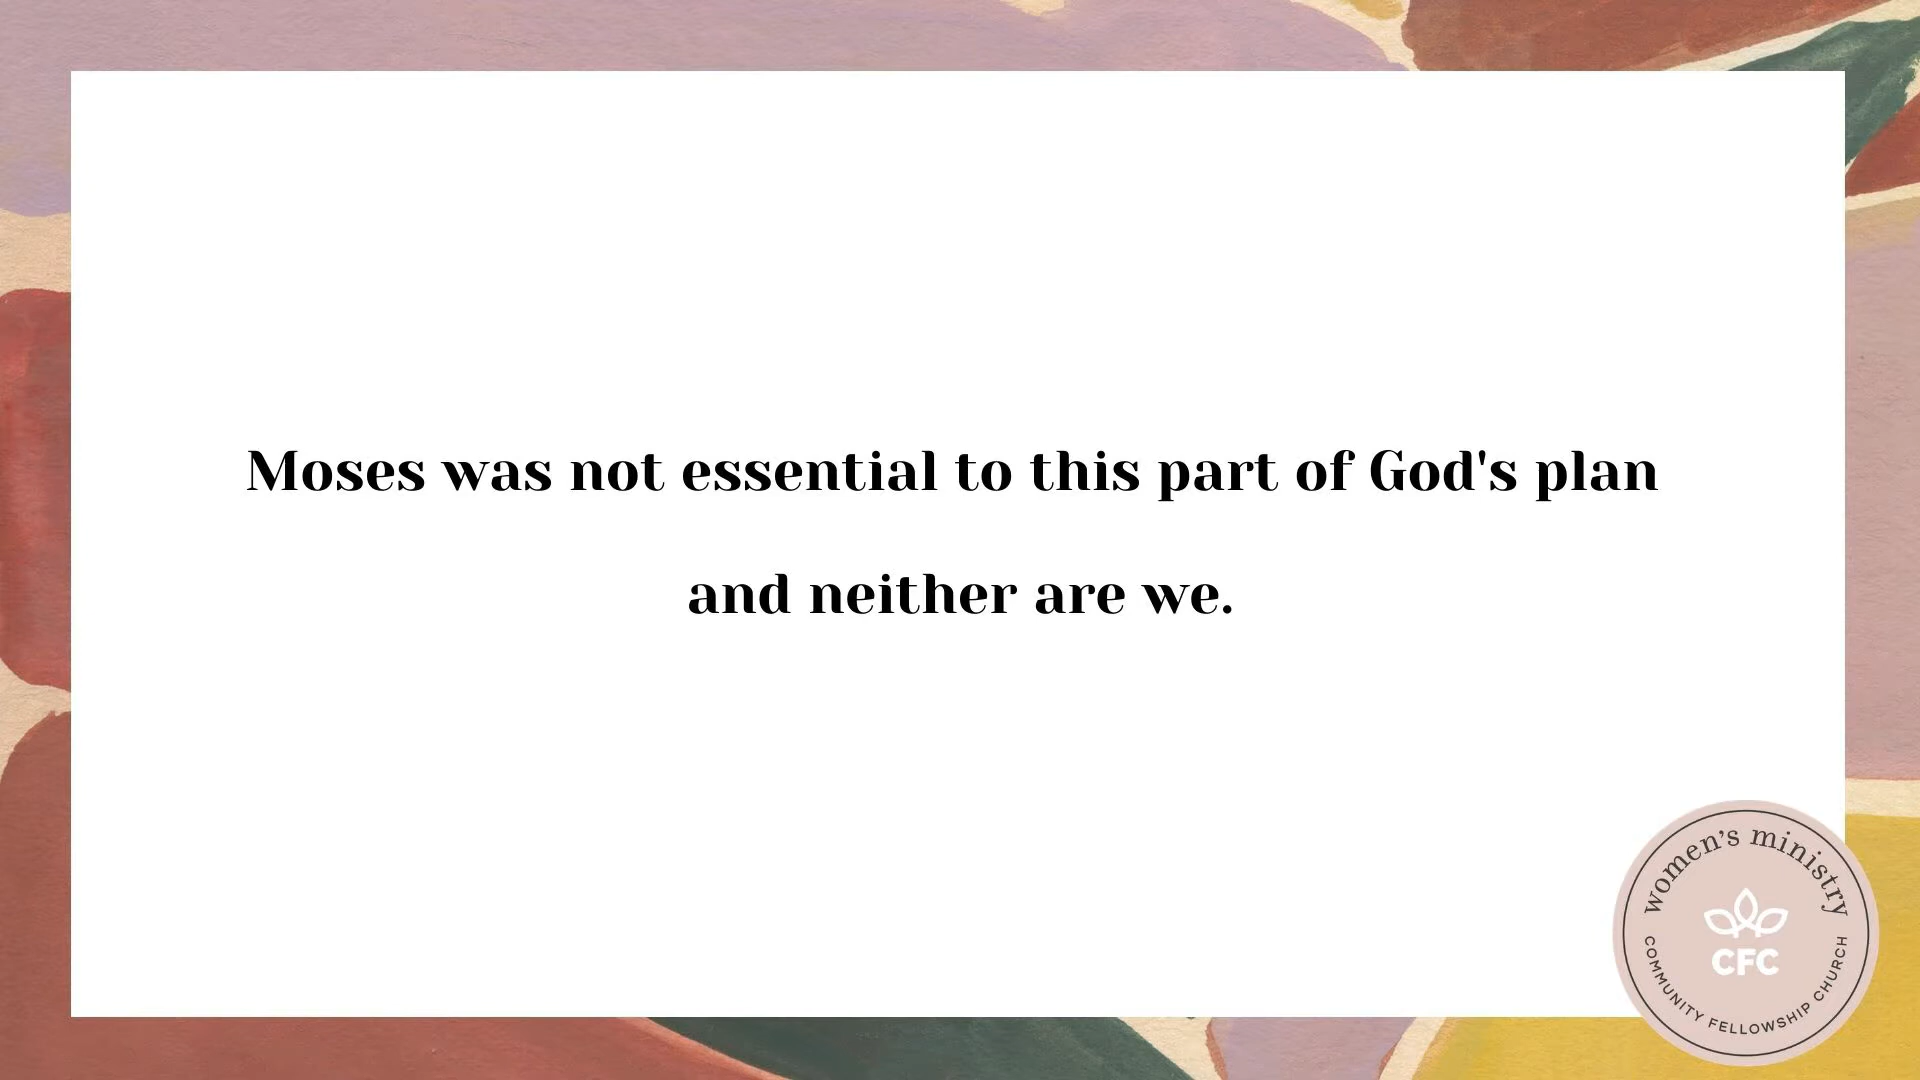 Moses was not essential to this part of God's plan
and neither are we.
women's ministry
CFC
COMMUNITY FELLOWSHIP CHURCH